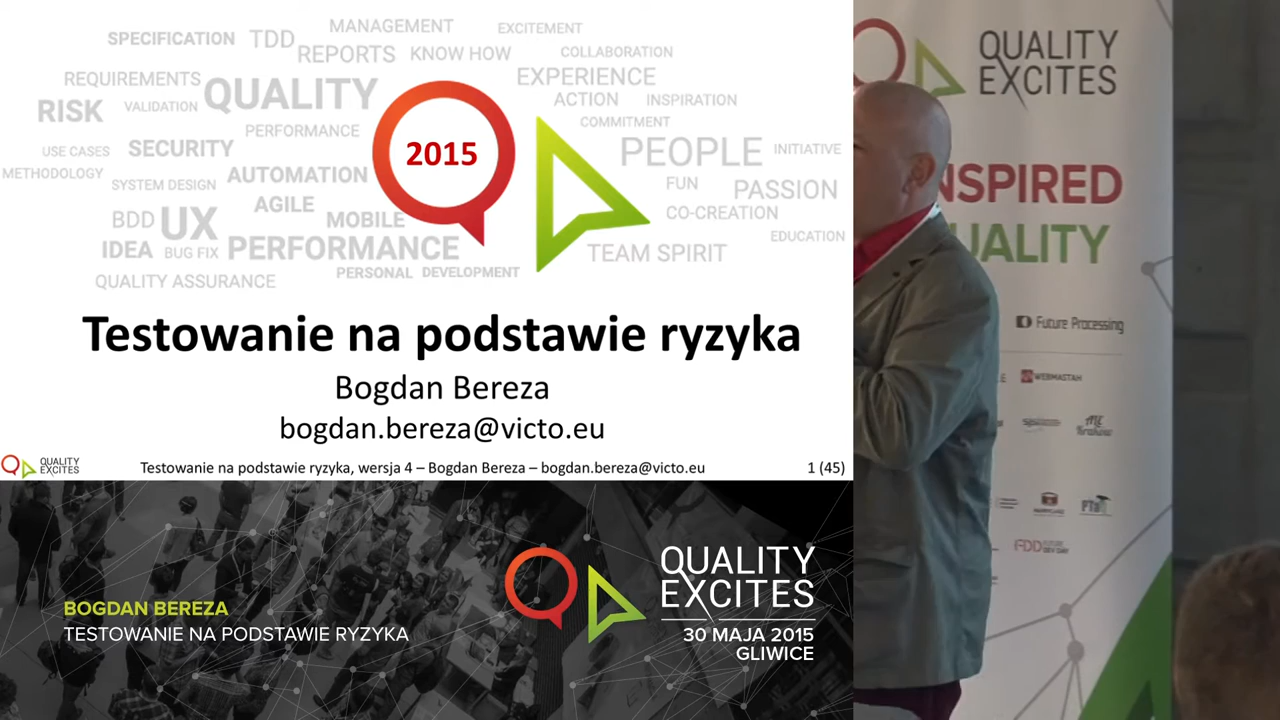 MANAGEMENT
EXCITEMENT
SPECIFICATION
TDD
REPORTS
KNOW HOW
COLLABORATION
REQUIREMENTS
QUALITY
EXPERIENCE
RISK
VALIDATION
ACTION
INSPIRATION
PERFORMANCE
COMMITMENT
USE CASES
SECURITY
2015
PEOPLE
INITIATIVE
METHODOLOGY
SYSTEM DESIGN
AUTOMATION
FUN
PASSION
AGILE
BDD
UX
MOBILE
CO-CREATION
IDEA
BUG FIX
PERFORMANCE
TEAM SPIRIT
EDUCATION
QUALITY ASSURANCE
PERSONAL DEVELOPMENT
Testowanie na podstawie ryzyka
Bogdan Bereza
bogdan.bereza@victo.eu
QUALITY
EXCITES
Testowanie na podstawie ryzyka, wersja 4 – Bogdan Bereza – bogdan.bereza@victo.eu
1 (45)
BOGDAN BEREZA
TESTOWANIE NA PODSTAWIE RYZYKA
QUALITY
EXCITES
30 MAJA 2015
GLIWICE
QUALITY
EXCITES
NSPIRED
UALITY
Future Processing
WEBMASTAH